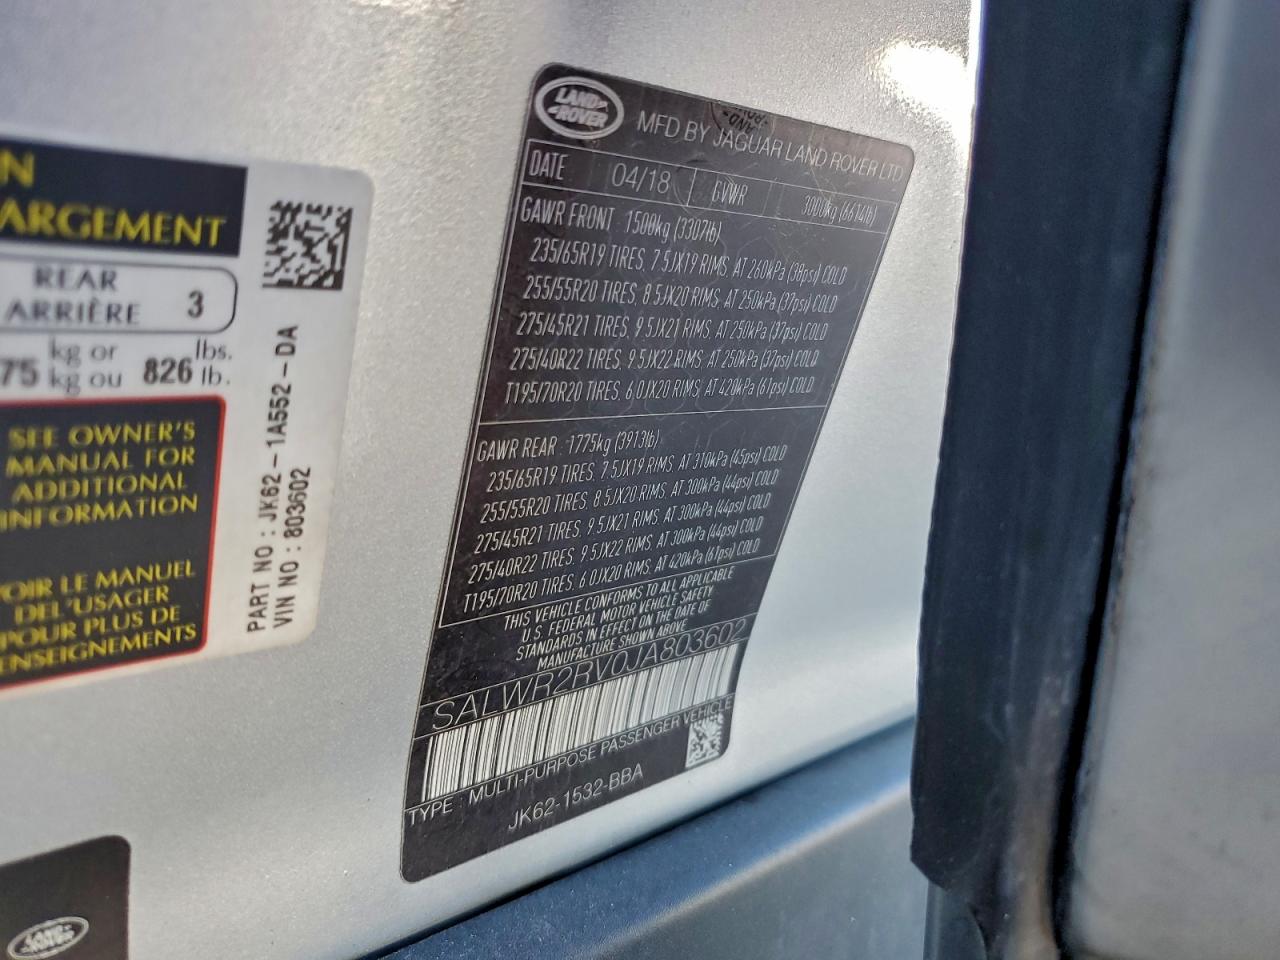 N
ARGEMENT
REAR
ARRIÈRE 3
75 kg or
kg ou 826 lbs.
lb.
SEE OWNER'S
MANUAL FOR
ADDITIONAL
INFORMATION
OIR LE MANUEL
DEL'USAGER
POUR PLUS DE
ENSEIGNEMENTS
PART NO : JK62-1A552-DA
VIN NO : 803602
LAND ROVER
MFD BY JAGUAR LAND ROVER LTD
DATE 04/18 GVWR 3000kg (6614lb)
GAWR FRONT 1500kg (3307lb)
235/65R19 TIRES, 7.5JX19 RIMS, AT 260kPa (38psi) COLD
255/55R20 TIRES, 8.5JX20 RIMS, AT 250kPa (37psi) COLD
275/45R21 TIRES, 9.5JX21 RIMS, AT 250kPa (37psi) COLD
275/40R22 TIRES, 9.5JX22 RIMS, AT 250kPa (37psi) COLD
T195/70R20 TIRES, 6.0JX20 RIMS, AT 420kPa (61psi) COLD
GAWR REAR 1775kg (3913lb)
235/65R19 TIRES, 7.5JX19 RIMS, AT 310kPa (45psi) COLD
255/55R20 TIRES, 8.5JX20 RIMS, AT 300kPa (44psi) COLD
275/45R21 TIRES, 9.5JX21 RIMS, AT 300kPa (44psi) COLD
275/40R22 TIRES, 9.5JX22 RIMS, AT 300kPa (44psi) COLD
T195/70R20 TIRES, 6.0JX20 RIMS, AT 420kPa (61psi) COLD
THIS VEHICLE CONFORMS TO ALL APPLICABLE
U.S. FEDERAL MOTOR VEHICLE SAFETY
STANDARDS IN EFFECT ON THE DATE OF
MANUFACTURE SHOWN ABOVE
SALWR2RV0JA803602
TYPE : MULTI-PURPOSE PASSENGER VEHICLE
JK62-1532-BBA
LAND ROVER